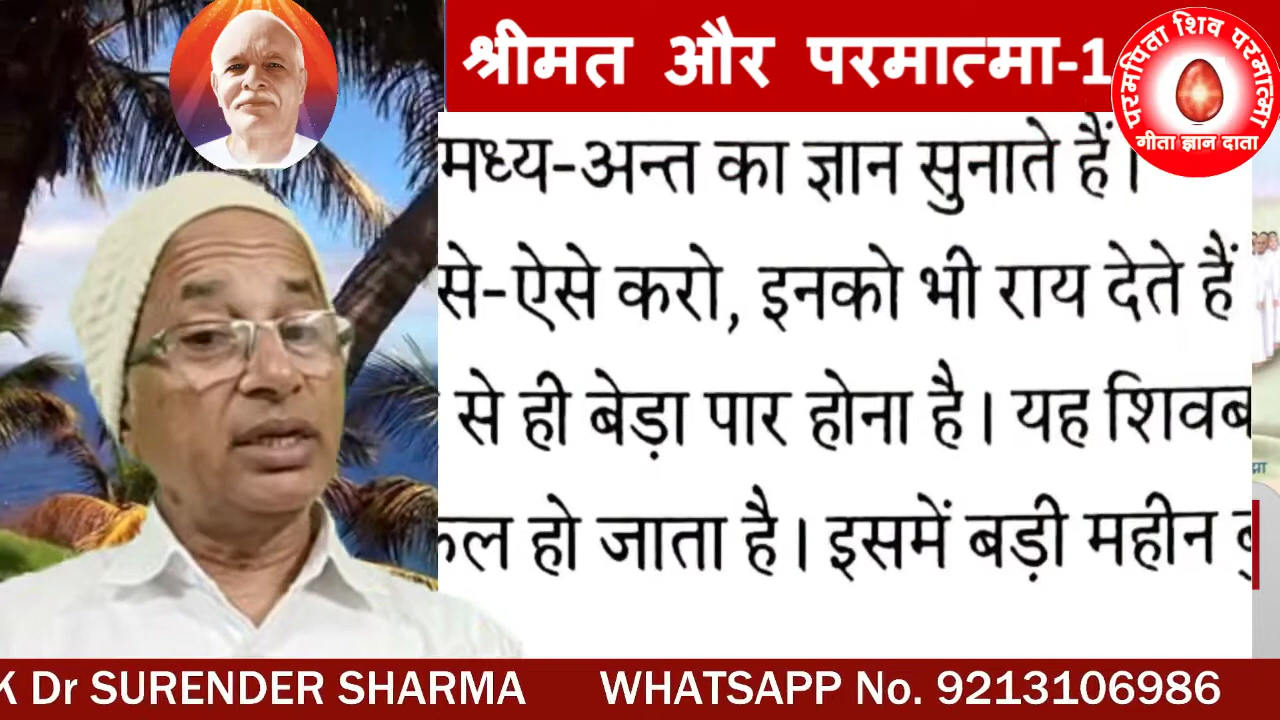 श्रीमत और परमात्मा-1
परमपिता शिव परमात्मा
गीता ज्ञान दाता
मध्य-अन्त का ज्ञान सुनाते हैं।
से-ऐसे करो, इनको भी राय देते हैं
से ही बेड़ा पार होना है। यह शिवब
हो जाता है। इसमें बड़ी महीन
K Dr SURENDER SHARMA WHATSAPP No. 9213106986